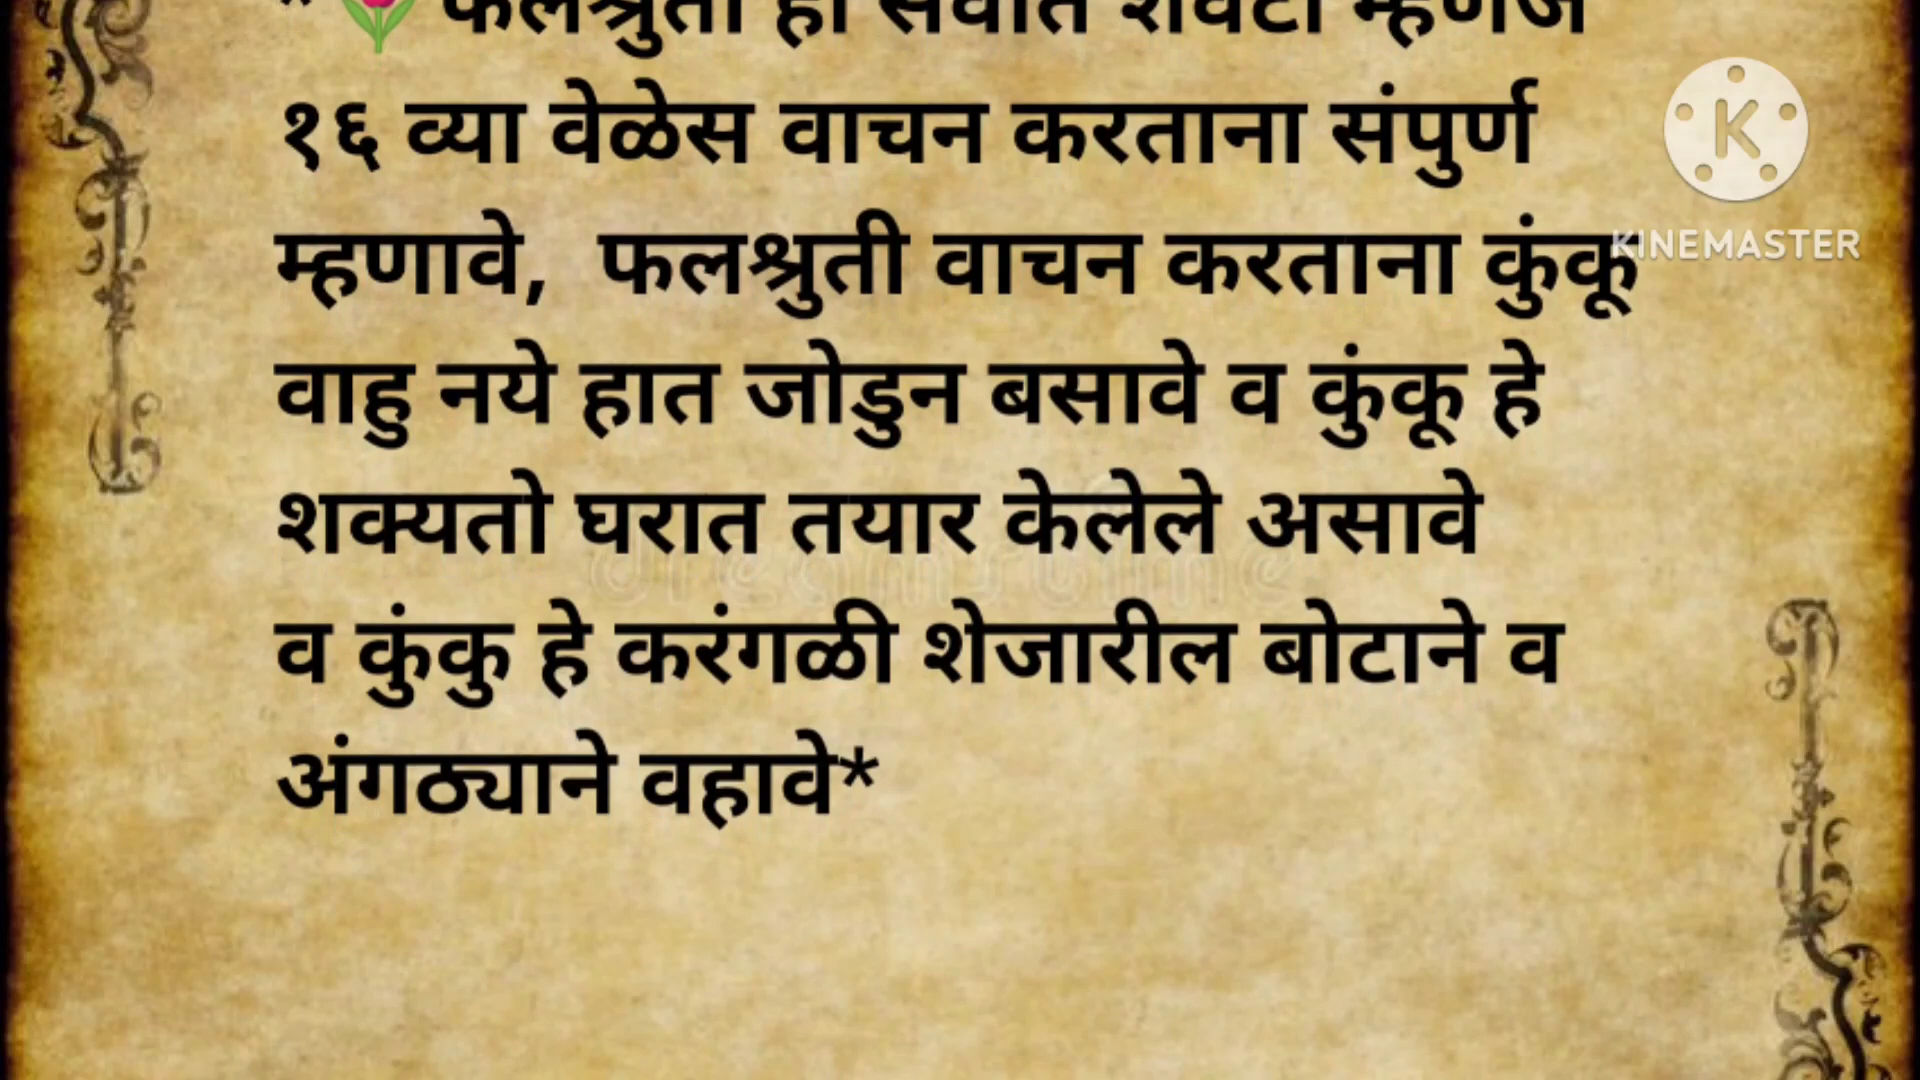 *🌷फलश्रुती ही सर्वात शेवटी म्हणजे
१६ व्या वेळेस वाचन करताना संपुर्ण
म्हणावे, फलश्रुती वाचन करताना कुंकू
वाहु नये हात जोडुन बसावे व कुंकू हे
शक्यतो घरात तयार केलेले असावे
व कुंकु हे करंगळी शेजारील बोटाने व
अंगठ्याने वहावे*
K
KINEMASTER
dreamstime